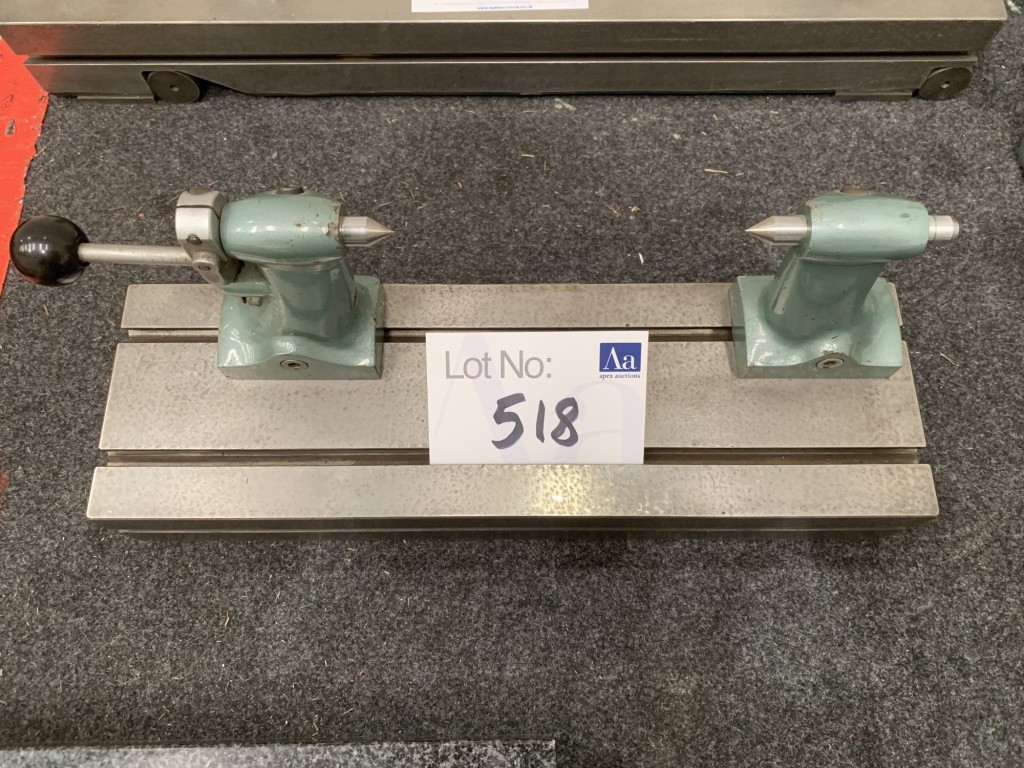 Lot No:
Aa
apex auctions
518